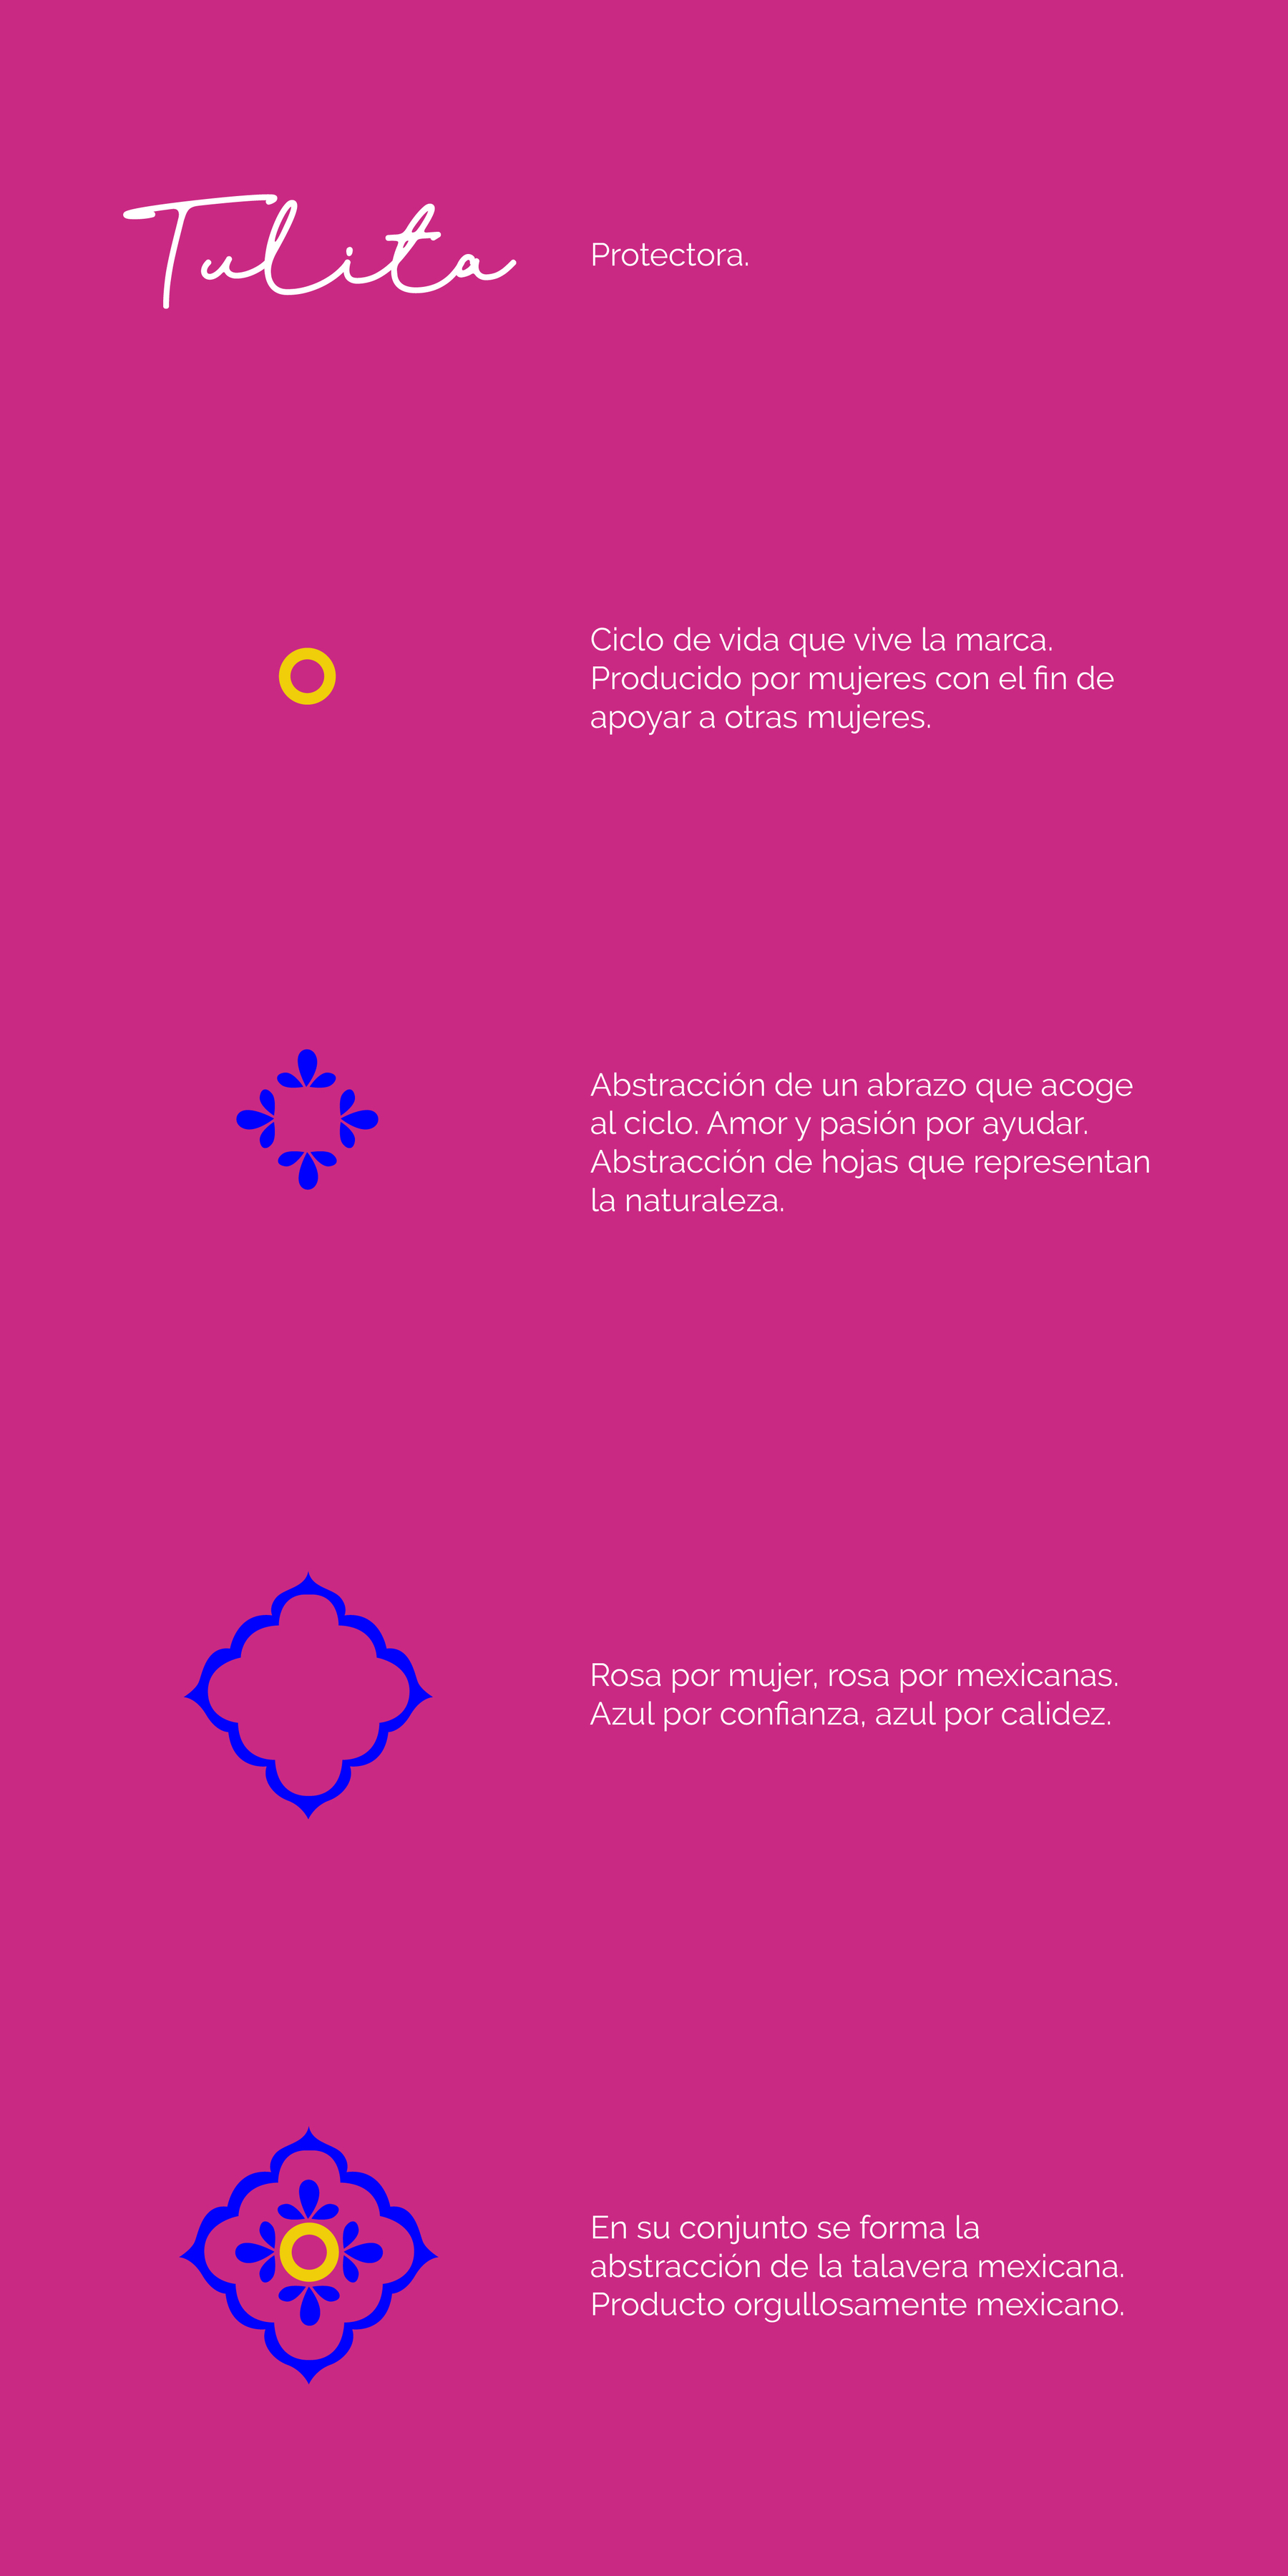 Tulita
Protectora.
Ciclo de vida que vive la marca.
Producido por mujeres con el fin de
apoyar a otras mujeres.
Abstracción de un abrazo que acoge
al ciclo. Amor y pasión por ayudar.
Abstracción de hojas que representan
la naturaleza.
Rosa por mujer, rosa por mexicanas.
Azul por confianza, azul por calidez.
En su conjunto se forma la
abstracción de la talavera mexicana.
Producto orgullosamente mexicano.